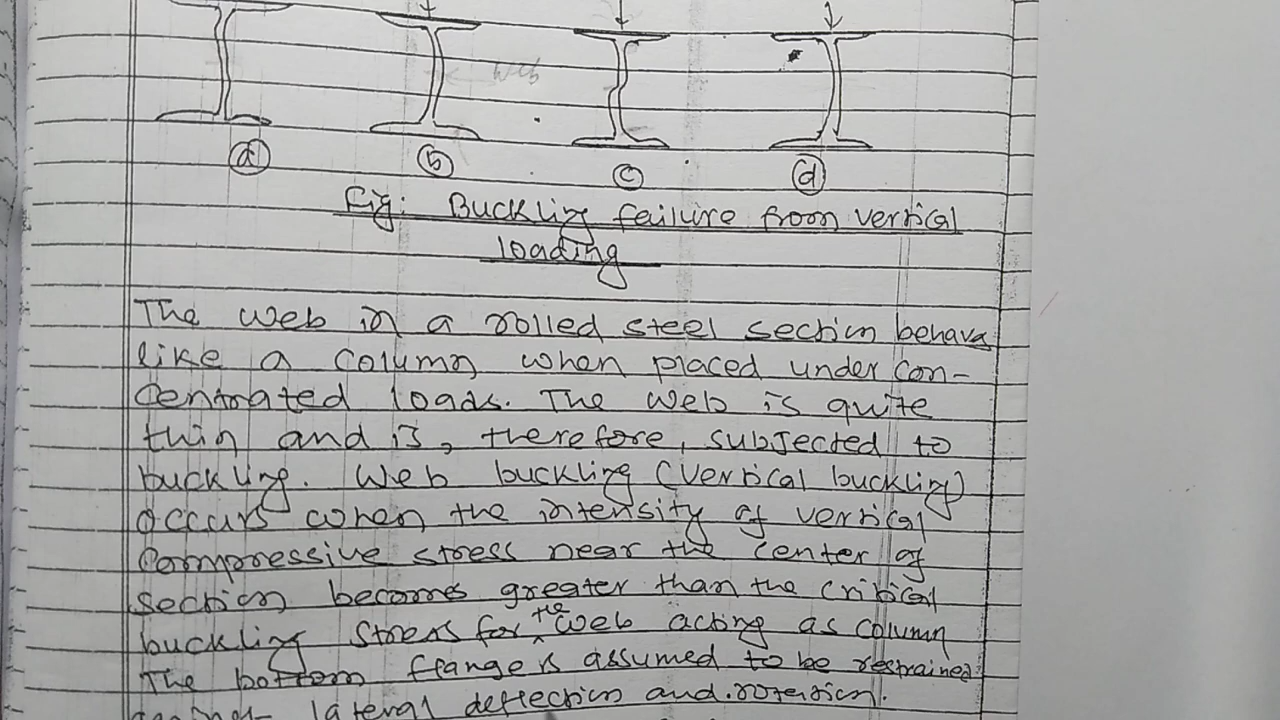 web
ⓐ ⓑ ⓒ ⓓ
Fig: Buckling failure from vertical
loading
The web in a rolled steel section behaves
like a column when placed under con-
centrated loads. The web is quite
thin and is, therefore, subjected to
buckling. Web buckling (vertical buckling)
occurs when the intensity of vertical
compressive stress near the center of
section becomes greater than the critical
buckling stress for the web acting as column
The bottom flange is assumed to be restrained
against lateral deflection and rotation.